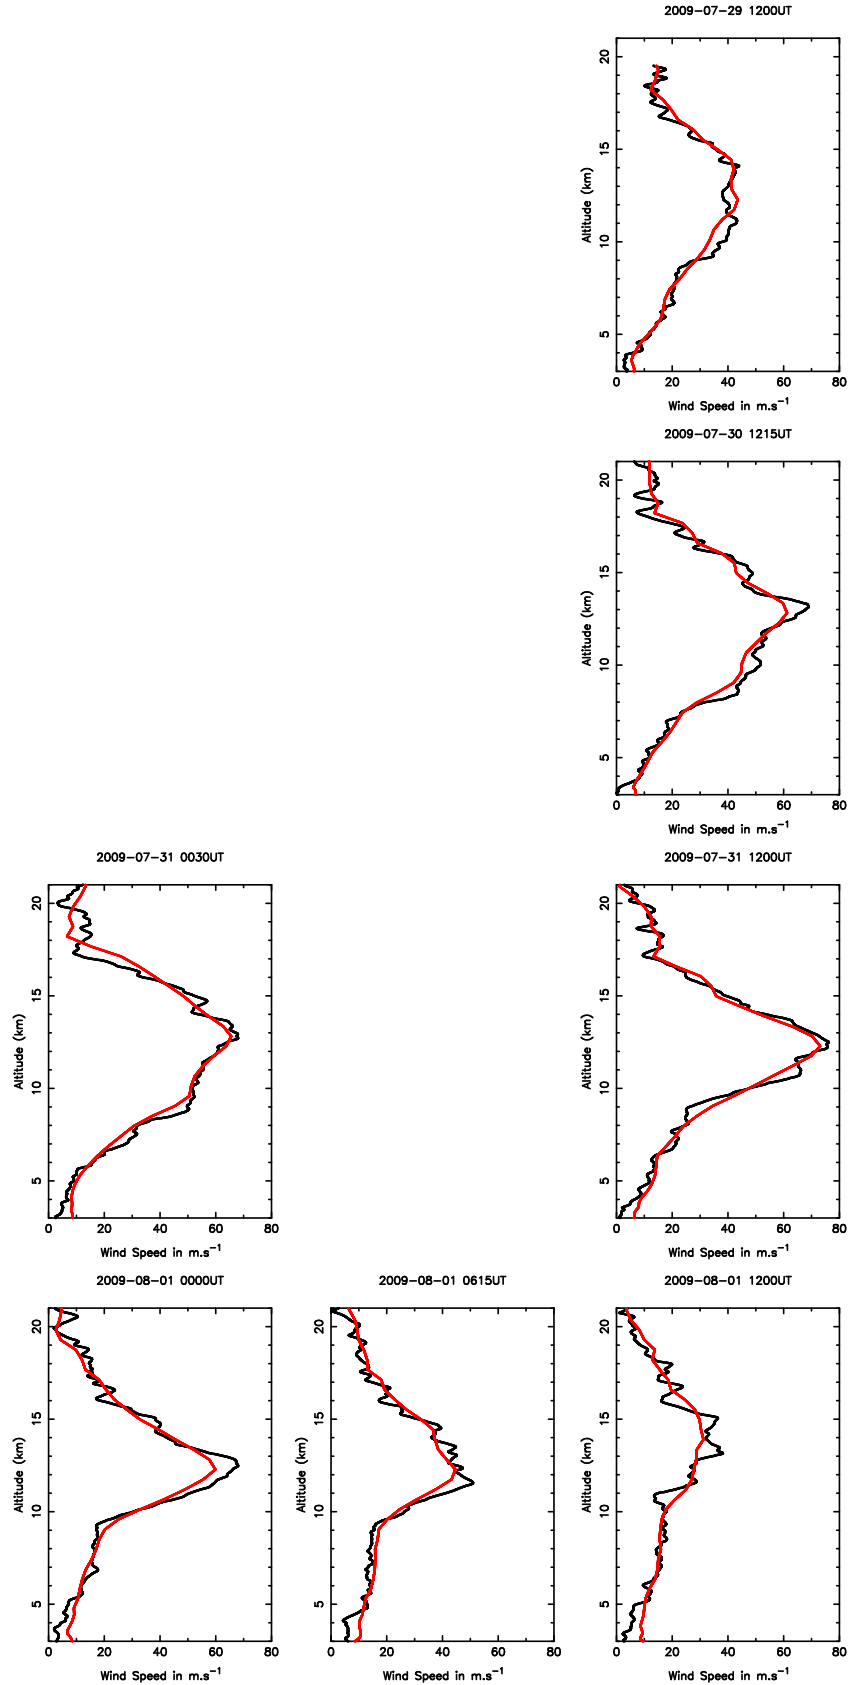 2009-07-29 1200UT
20
15
10
5
Altitude (km)
0 20 40 60 80
Wind Speed in m.s⁻¹
2009-07-30 1215UT
20
15
10
5
Altitude (km)
0 20 40 60 80
Wind Speed in m.s⁻¹
2009-07-31 0030UT
20
15
10
5
Altitude (km)
0 20 40 60 80
Wind Speed in m.s⁻¹
2009-07-31 1200UT
20
15
10
5
Altitude (km)
0 20 40 60 80
Wind Speed in m.s⁻¹
2009-08-01 0000UT
20
15
10
5
Altitude (km)
0 20 40 60 80
Wind Speed in m.s⁻¹
2009-08-01 0615UT
20
15
10
5
Altitude (km)
0 20 40 60 80
Wind Speed in m.s⁻¹
2009-08-01 1200UT
20
15
10
5
Altitude (km)
0 20 40 60 80
Wind Speed in m.s⁻¹